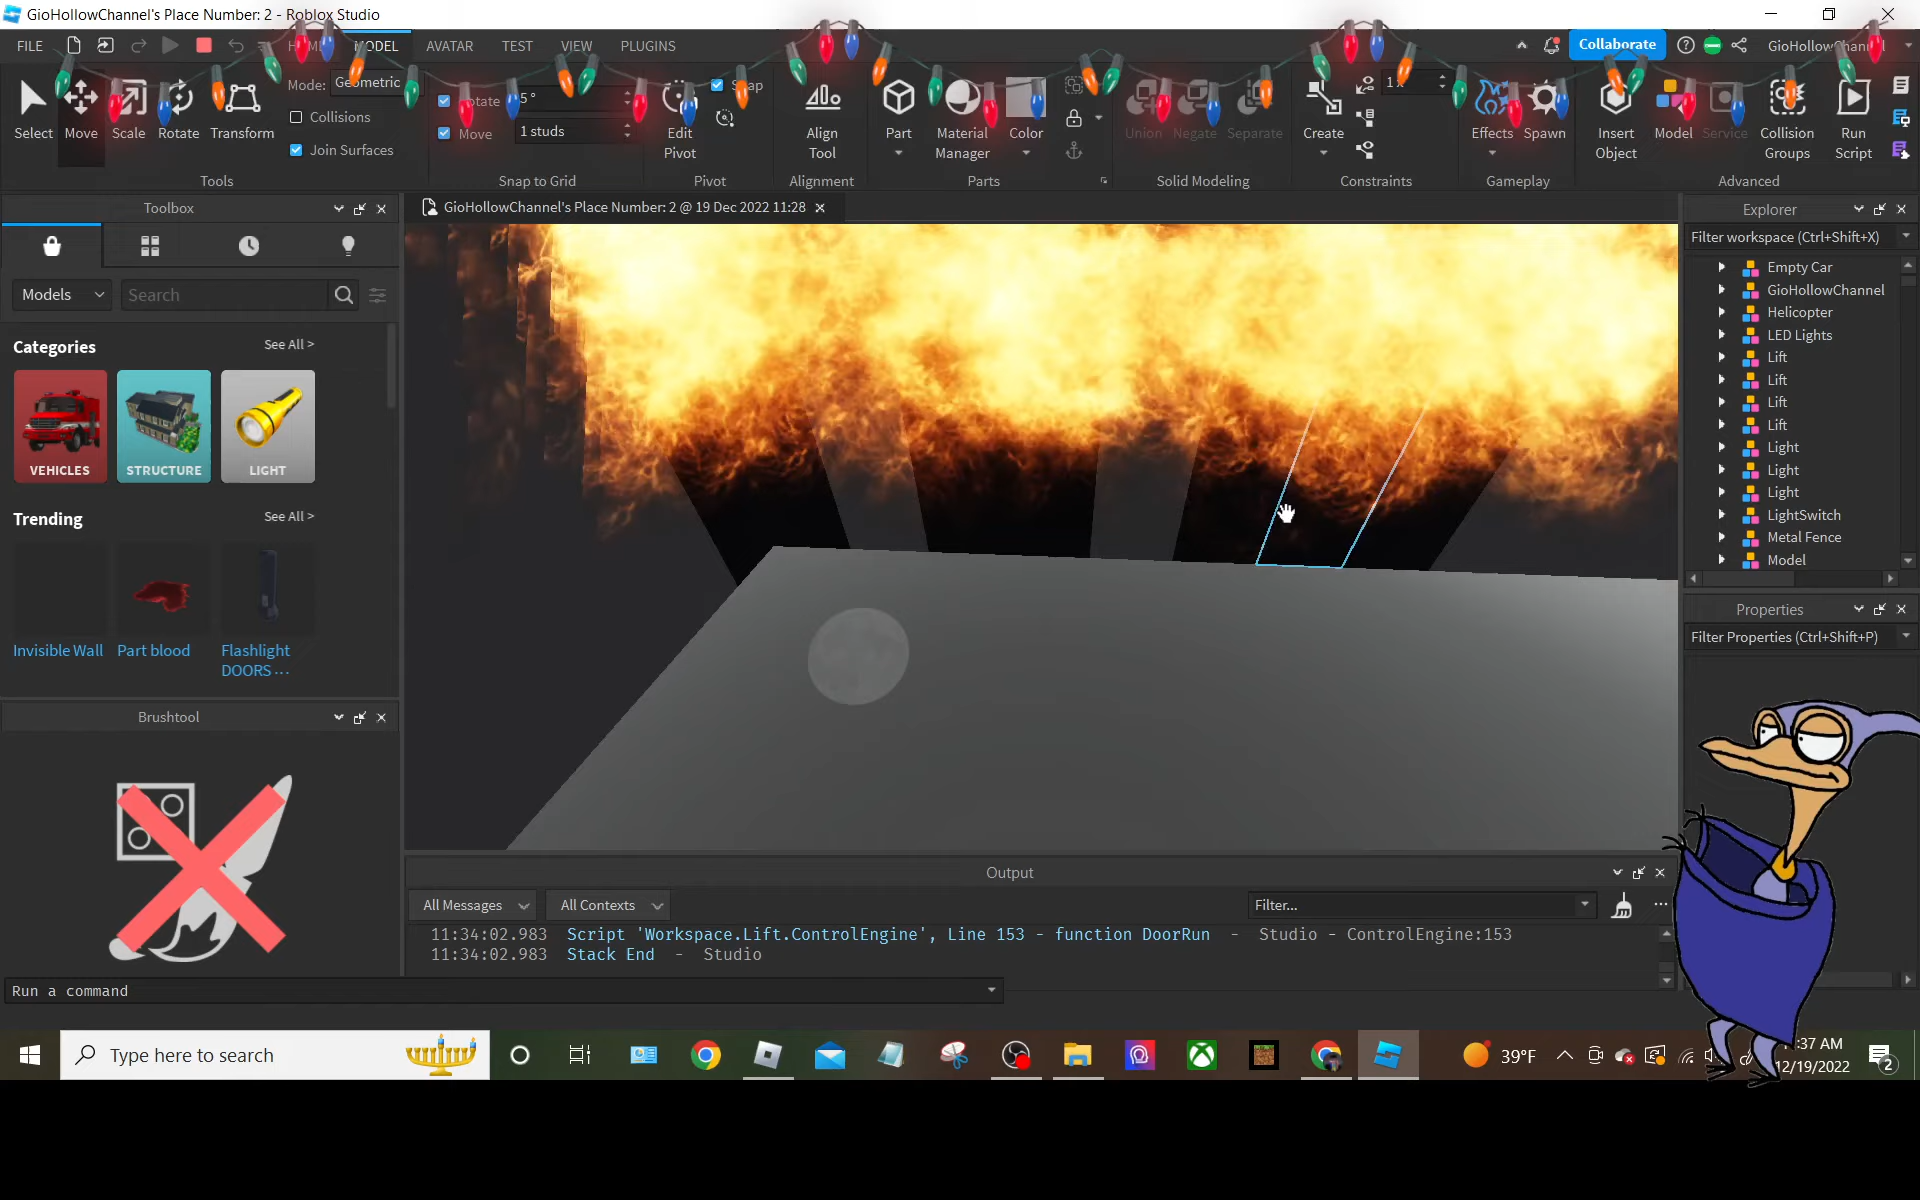 GioHollowChannel's Place Number: 2 - Roblox Studio
FILE
MODEL
AVATAR
TEST
VIEW
PLUGINS
Collaborate
Select
Move
Scale
Rotate
Transform
Mode:
Geometric
Collisions
Join Surfaces
Tools
5 °
Move
1 studs
Snap to Grid
Edit
Pivot
Pivot
Align
Tool
Alignment
Part
Material
Manager
Color
Parts
Union
Negate
Separate
Solid Modeling
Create
Constraints
Effects
Spawn
Gameplay
Insert
Object
Model
Service
Collision
Groups
Run
Script
Advanced
Toolbox
Models
Search
Categories
See All >
VEHICLES
STRUCTURE
LIGHT
Trending
See All >
Invisible Wall
Part blood
Flashlight
DOORS ...
Brushtool
GioHollowChannel's Place Number: 2 @ 19 Dec 2022 11:28
Explorer
Filter workspace (Ctrl+Shift+X)
Empty Car
GioHollowChannel
Helicopter
LED Lights
Lift
Lift
Lift
Lift
Light
Light
Light
LightSwitch
Metal Fence
Model
Properties
Filter Properties (Ctrl+Shift+P)
Output
All Messages
All Contexts
Filter...
11:34:02.983 Script 'Workspace.Lift.ControlEngine', Line 153 - function DoorRun - Studio - ControlEngine:153
11:34:02.983 Stack End - Studio
Run a command
Type here to search
39°F
:37 AM
12/19/2022
2